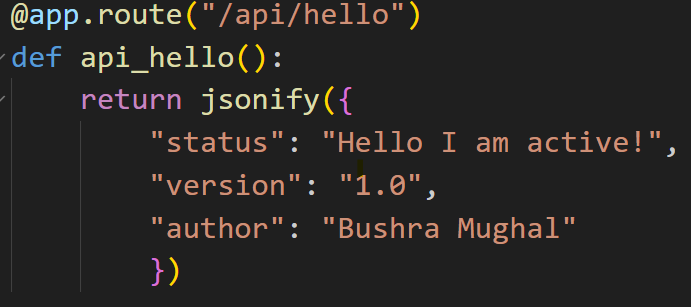 @app.route("/api/hello")
def api_hello():
    return jsonify({
        "status": "Hello I am active!",
        "version": "1.0",
        "author": "Bushra Mughal"
        })